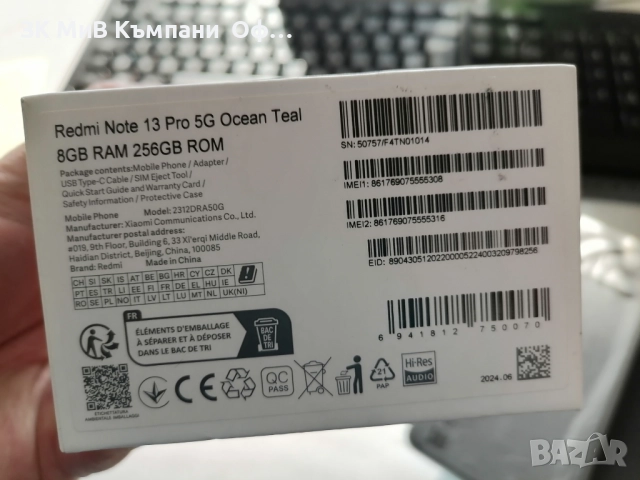 ЗК МиВ Къмпани Оф...
Redmi Note 13 Pro 5G Ocean Teal
8GB RAM 256GB ROM
Package contents: Mobile Phone / Adapter /
USB Type-C Cable / SIM Eject Tool /
Quick Start Guide and Warranty Card /
Safety Information / Protective Case
Mobile Phone Model: 2312DRA50G
Manufacturer: Xiaomi Communications Co., Ltd.
Manufacturer postal address:
#019, 9th Floor, Building 6, 33 Xi'erqi Middle Road,
Haidian District, Beijing, China, 100085
Brand: Redmi Made in China
CH SI SK IS AT BE BG HR CY CZ DK
PT ES TR LI EE FI FR DE EL HU IE
RO SE PL NO IT LV LT LU MT NL UK(NI)
SN: 50757/F4TN01014
IMEI1: 861769075555308
IMEI2: 861769075555316
EID: 89043051202200005224003209798256
6 941812 750070
FR
ÉLÉMENTS D'EMBALLAGE
À SÉPARER ET À DÉPOSER
DANS LE BAC DE TRI
BAC
DE
TRI
CE
QC
PASS
21
PAP
Hi-Res
AUDIO
2024.06
BAZAR